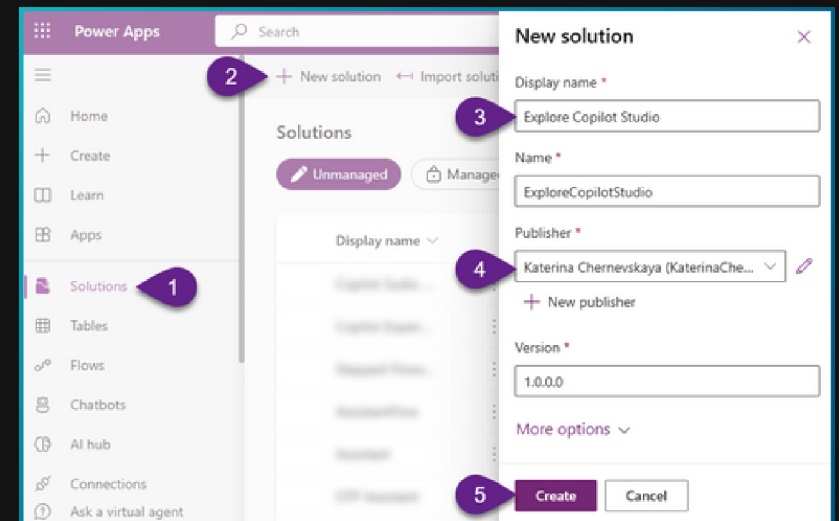 Power Apps
Search
Home
Create
Learn
Apps
Solutions
1
Tables
Flows
Chatbots
AI hub
Connections
Ask a virtual agent
2
New solution
Import soluti
Solutions
Unmanaged
Manage
Display name
New solution
Display name *
3
Explore Copilot Studio
Name *
ExploreCopilotStudio
Publisher *
4
Katerina Chernevskaya (KaterinaChe...
New publisher
Version *
1.0.0.0
More options
5
Create
Cancel